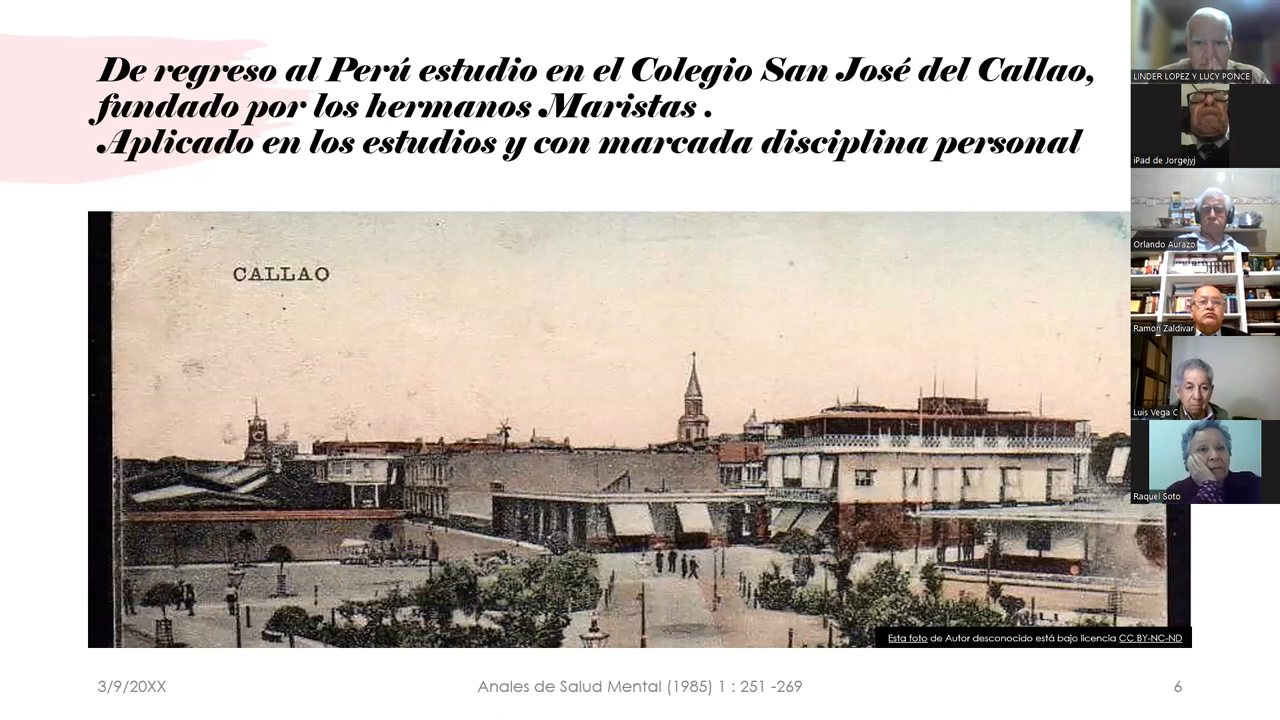 De regreso al Perú estudio en el Colegio San José del Callao,
fundado por los hermanos Maristas .
Aplicado en los estudios y con marcada disciplina personal
CALLAO
Esta foto de Autor desconocido está bajo licencia CC BY-NC-ND
3/9/20XX
Anales de Salud Mental (1985) 1 : 251 -269
6
LINDER LOPEZ Y LUCY PONCE
iPad de Jorgejyj
Orlando Aurazo
Ramon Zaldivar
Luis Vega C
Raquel Soto